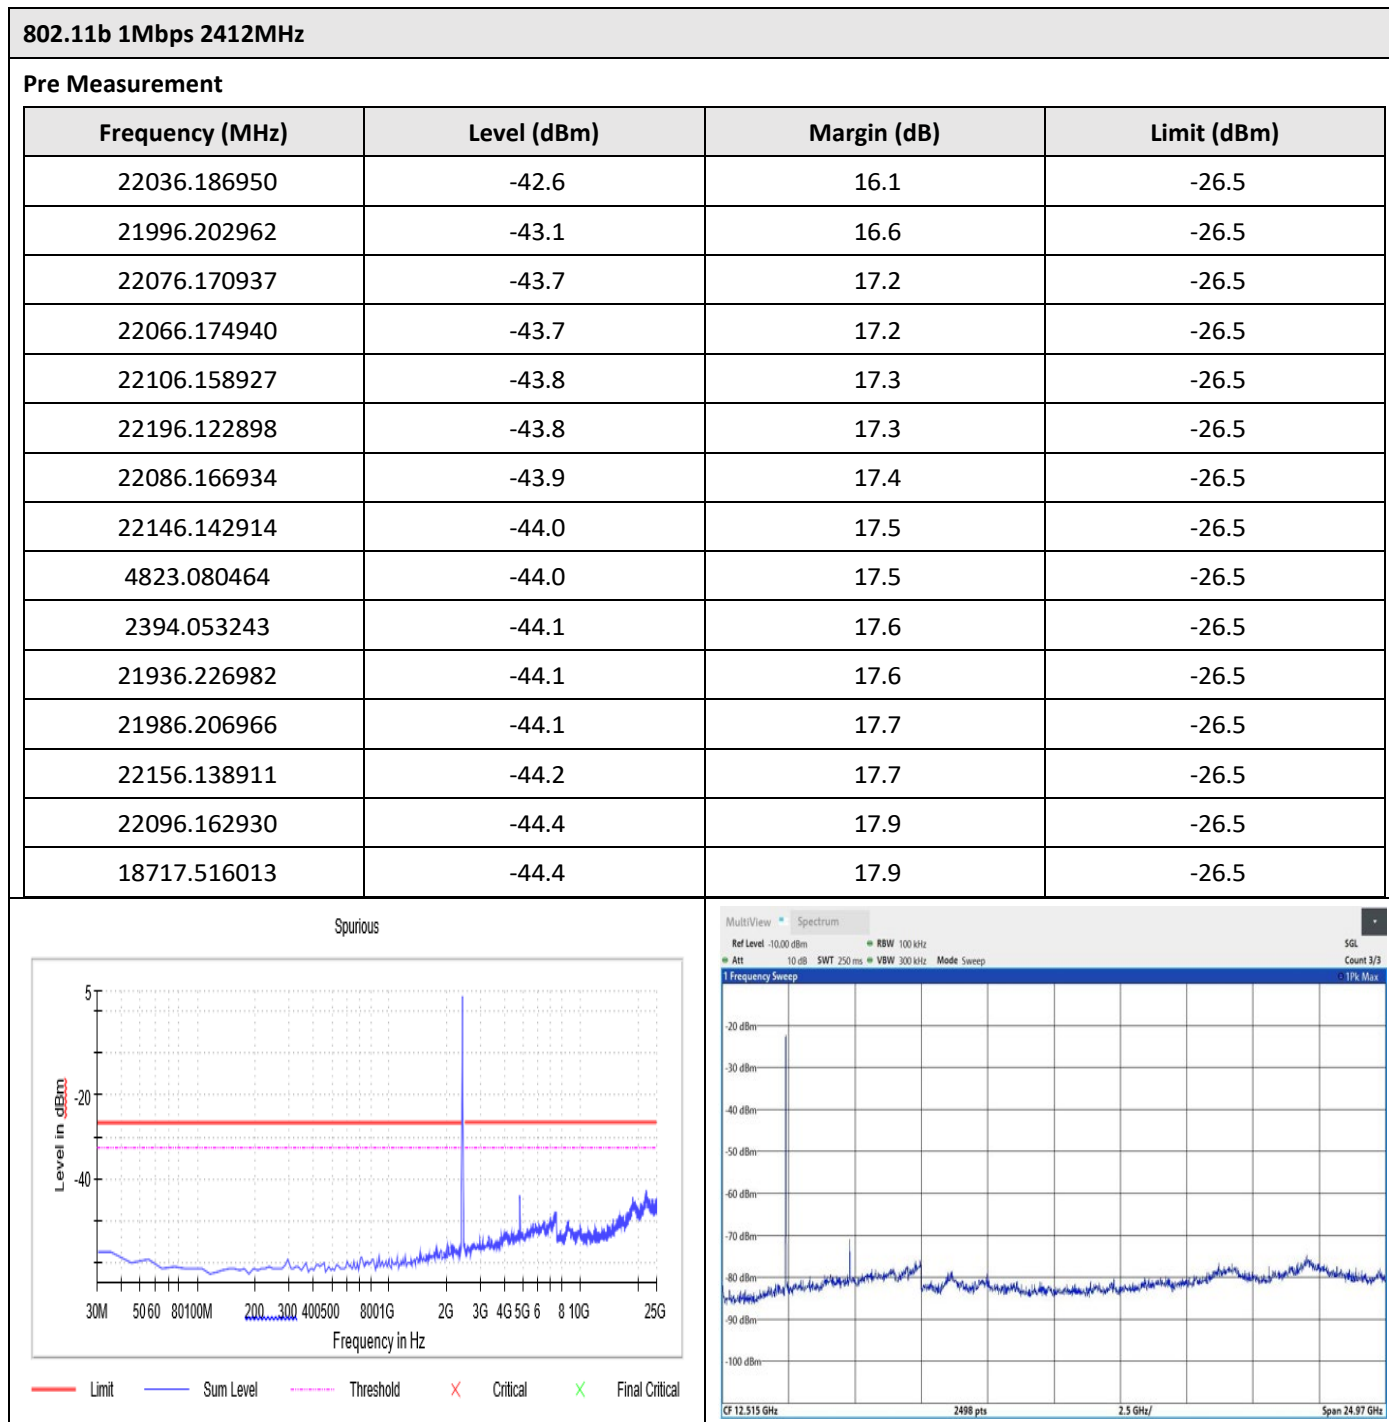 802.11b 1Mbps 2412MHz
Pre Measurement
Frequency (MHz) Level (dBm) Margin (dB) Limit (dBm)
22036.186950 -42.6 16.1 -26.5
21996.202962 -43.1 16.6 -26.5
22076.170937 -43.7 17.2 -26.5
22066.174940 -43.7 17.2 -26.5
22106.158927 -43.8 17.3 -26.5
22196.122898 -43.8 17.3 -26.5
22086.166934 -43.9 17.4 -26.5
22146.142914 -44.0 17.5 -26.5
4823.080464 -44.0 17.5 -26.5
2394.053243 -44.1 17.6 -26.5
21936.226982 -44.1 17.6 -26.5
21986.206966 -44.1 17.7 -26.5
22156.138911 -44.2 17.7 -26.5
22096.162930 -44.4 17.9 -26.5
18717.516013 -44.4 17.9 -26.5
Spurious
5
-20
-40
Level in dBm
30M 50 60 80100M 200 300 400500 8001G 2G 3G 4G 5G 6 8 10G 25G
Frequency in Hz
Limit Sum Level Threshold Critical Final Critical
MultiView Spectrum
Ref Level -10.00 dBm RBW 100 kHz SGL
Att 10 dB SWT 250 ms VBW 300 kHz Mode Sweep Count 3/3
1 Frequency Sweep 1Pk Max
-20 dBm
-30 dBm
-40 dBm
-50 dBm
-60 dBm
-70 dBm
-80 dBm
-90 dBm
-100 dBm
CF 12.515 GHz 2498 pts 2.5 GHz/ Span 24.97 GHz